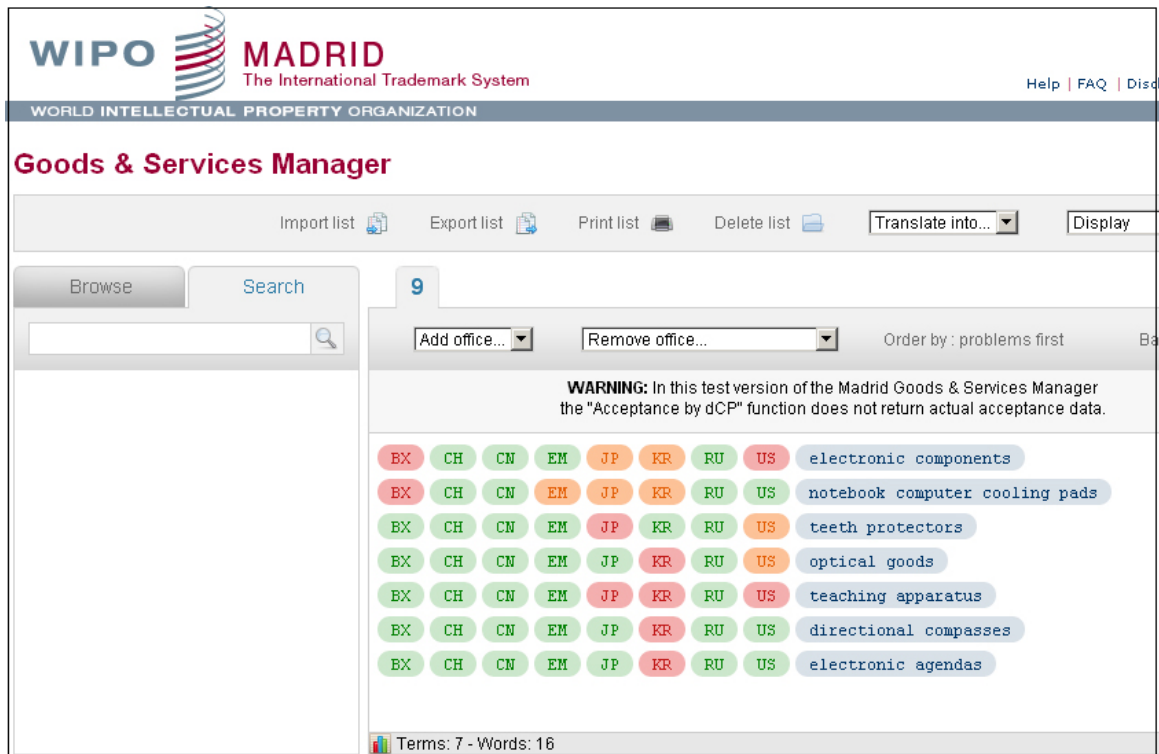 WIPO MADRID
The International Trademark System
Help | FAQ | Disc
WORLD INTELLECTUAL PROPERTY ORGANIZATION
Goods & Services Manager
Import list Export list Print list Delete list Translate into... Display
Browse Search 9
Add office... Remove office... Order by : problems first Ba
WARNING: In this test version of the Madrid Goods & Services Manager
the "Acceptance by dCP" function does not return actual acceptance data.
BX CH CN EM JP KR RU US electronic components
BX CH CN EM JP KR RU US notebook computer cooling pads
BX CH CN EM JP KR RU US teeth protectors
BX CH CN EM JP KR RU US optical goods
BX CH CN EM JP KR RU US teaching apparatus
BX CH CN EM JP KR RU US directional compasses
BX CH CN EM JP KR RU US electronic agendas
Terms: 7 - Words: 16